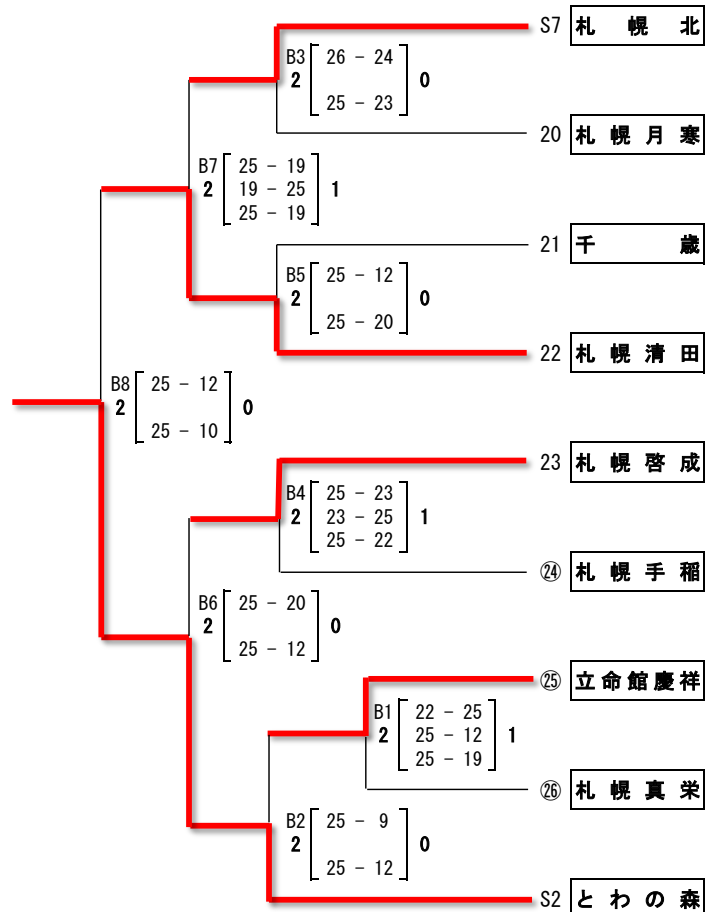 S7 札幌北
B3 26 - 24
2 0
25 - 23
20 札幌月寒
B7 25 - 19
2 19 - 25 1
25 - 19
21 千歳
B5 25 - 12
2 0
25 - 20
22 札幌清田
B8 25 - 12
2 0
25 - 10
23 札幌啓成
B4 25 - 23
2 23 - 25 1
25 - 22
㉔ 札幌手稲
B6 25 - 20
2 0
25 - 12
㉕ 立命館慶祥
B1 22 - 25
2 25 - 12 1
25 - 19
㉖ 札幌真栄
B2 25 - 9
2 0
25 - 12
S2 とわの森